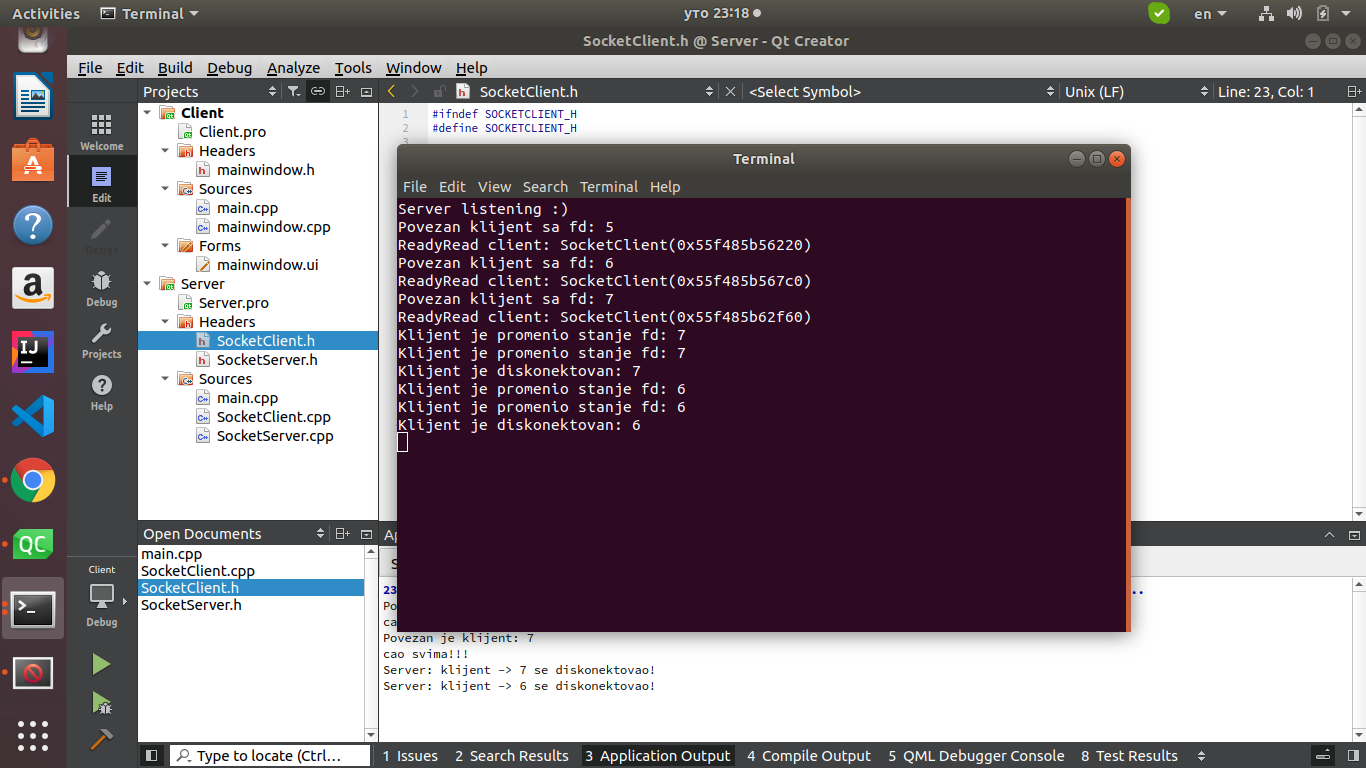 Activities
Terminal
уто 23:18
en
SocketClient.h @ Server - Qt Creator
File Edit Build Debug Analyze Tools Window Help
Projects
SocketClient.h
<Select Symbol>
Unix (LF)
Line: 23, Col: 1
Welcome
Edit
Design
Debug
Projects
Help
Client
Debug
Client
Client.pro
Headers
mainwindow.h
Sources
main.cpp
mainwindow.cpp
Forms
mainwindow.ui
Server
Server.pro
Headers
SocketClient.h
SocketServer.h
Sources
main.cpp
SocketClient.cpp
SocketServer.cpp
Open Documents
main.cpp
SocketClient.cpp
SocketClient.h
SocketServer.h
1 #ifndef SOCKETCLIENT_H
2 #define SOCKETCLIENT_H
3
Terminal
File Edit View Search Terminal Help
Server listening :)
Povezan klijent sa fd: 5
ReadyRead client: SocketClient(0x55f485b56220)
Povezan klijent sa fd: 6
ReadyRead client: SocketClient(0x55f485b567c0)
Povezan klijent sa fd: 7
ReadyRead client: SocketClient(0x55f485b62f60)
Klijent je promenio stanje fd: 7
Klijent je promenio stanje fd: 7
Klijent je diskonektovan: 7
Klijent je promenio stanje fd: 6
Klijent je promenio stanje fd: 6
Klijent je diskonektovan: 6
23
Po
ca
Povezan je klijent: 7
cao svima!!!
Server: klijent -> 7 se diskonektovao!
Server: klijent -> 6 se diskonektovao!
Type to locate (Ctrl...
1 Issues
2 Search Results
3 Application Output
4 Compile Output
5 QML Debugger Console
8 Test Results